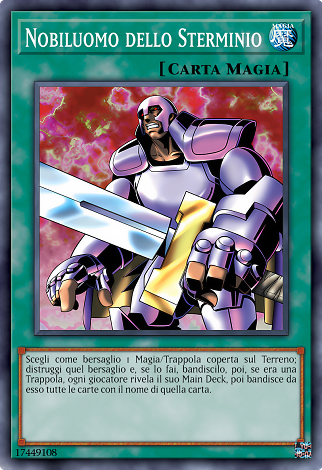 Nobiluomo dello Sterminio
MAGIA
[Carta Magia]
Scegli come bersaglio 1 Magia/Trappola coperta sul Terreno;
distruggi quel bersaglio e, se lo fai, bandiscilo, poi, se era una
Trappola, ogni giocatore rivela il suo Main Deck, poi bandisce da
esso tutte le carte con il nome di quella carta.
17449108